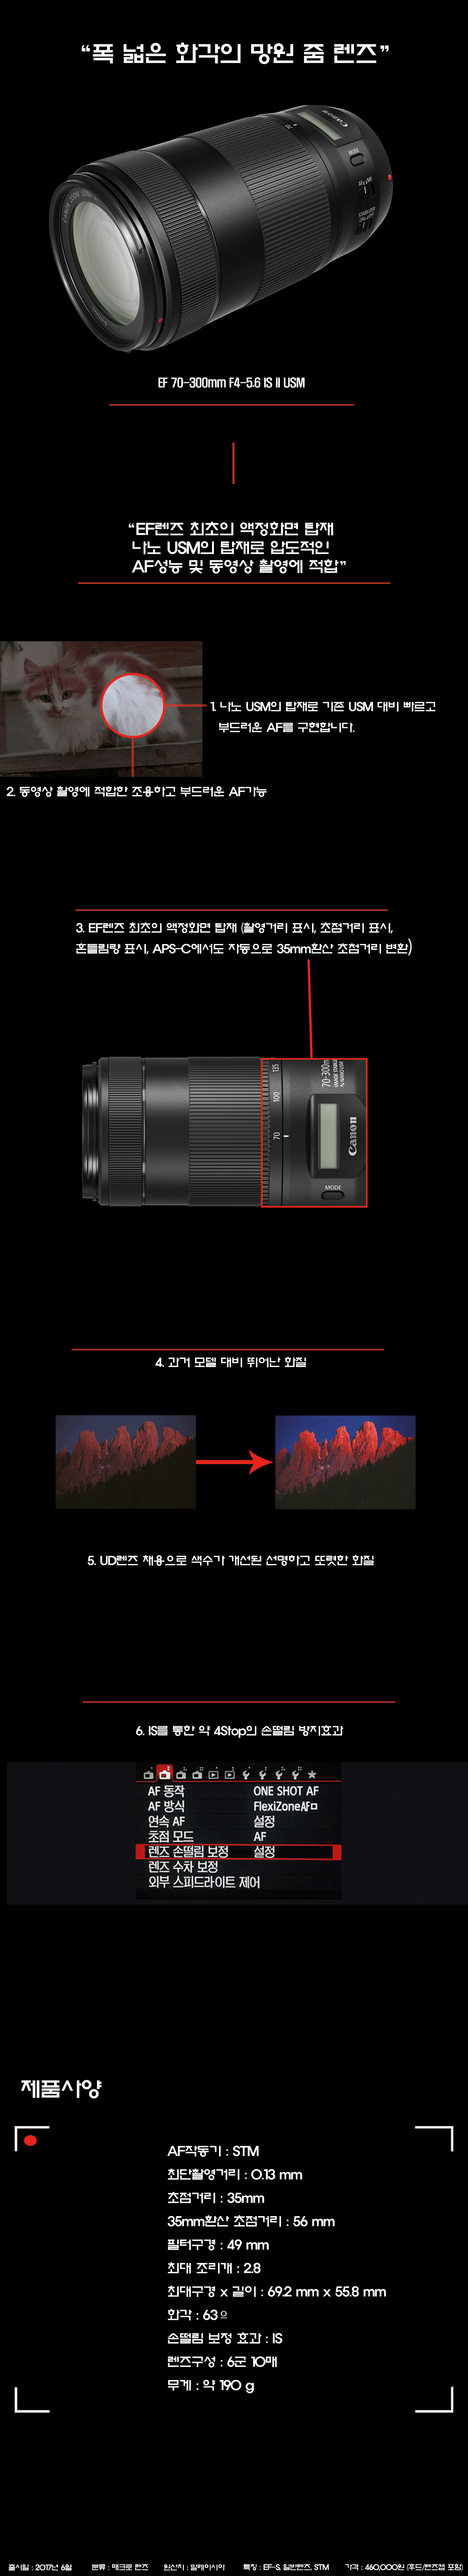 “폭 넓은 화각의 망원 줌 렌즈”
Canon
MODE
EF 70-300mm F4-5.6 IS II USM
“EF렌즈 최초의 액정화면 탑재
나노 USM의 탑재로 압도적인
AF성능 및 동영상 촬영에 적합”
1. 나노 USM의 탑재로 기존 USM 대비 빠르고
부드러운 AF를 구현합니다.
2. 동영상 촬영에 적합한 조용하고 부드러운 AF가능
3. EF렌즈 최초의 액정화면 탑재 (촬영거리 표시, 초점거리 표시,
흔들림량 표시, APS-C에서도 자동으로 35mm환산 초점거리 변환)
135
100
70
70-300m
Canon
MODE
4. 과거 모델 대비 뛰어난 화질
5. UD렌즈 채용으로 색수가 개선된 선명하고 또렷한 화질
6. IS를 통한 약 4Stop의 손떨림 방지효과
AF 동작 ONE SHOT AF
AF 방식 FlexiZoneAF□
연속 AF 설정
초점 모드 AF
렌즈 손떨림 보정 설정
렌즈 수차 보정
외부 스피드라이트 제어
제품사양
AF작동기 : STM
최단촬영거리 : 0.13 mm
초점거리 : 35mm
35mm환산 초점거리 : 56 mm
필터구경 : 49 mm
최대 조리개 : 2.8
최대구경 x 길이 : 69.2 mm x 55.8 mm
화각 : 63으
손떨림 보정 효과 : IS
렌즈구성 : 6군 10매
무게 : 약 190 g
출시일 : 2017년 6월 분류 : 매크로 렌즈 원산지 : 말레이시아 특징 : EF-S, 일반렌즈, STM 가격 : 460,000원 (후드/렌즈캡 포함)